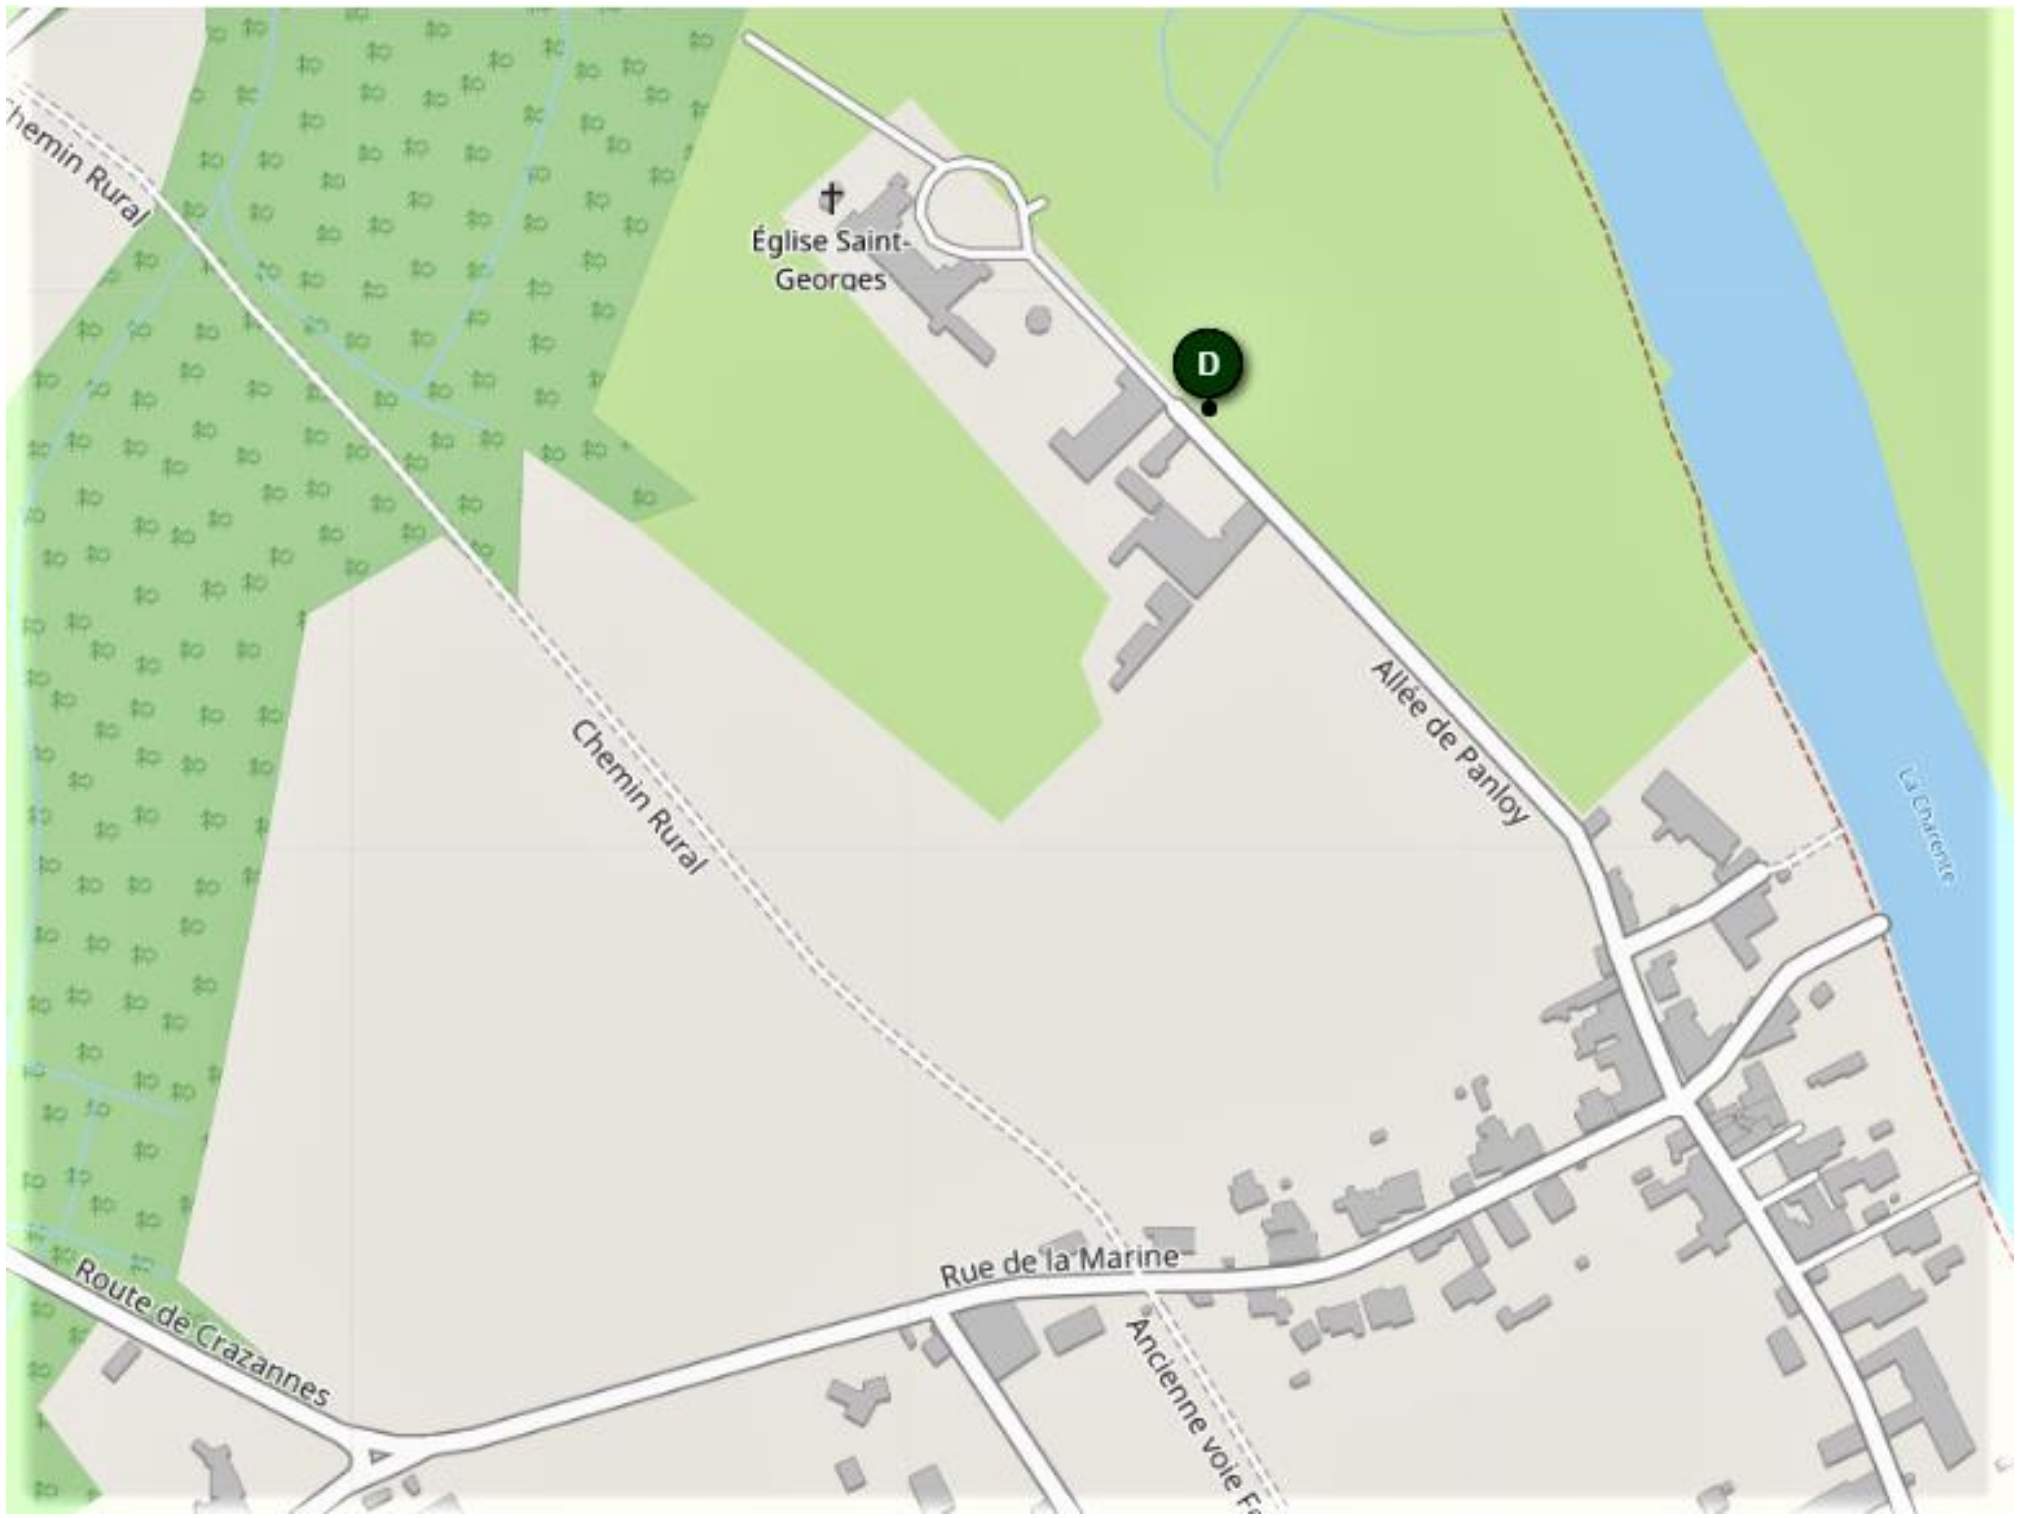 Chemin Rural
Église Saint-
Georges
D
Allée de Panloy
Chemin Rural
La Charente
Rue de la Marine
Route de Crazannes
Ancienne voie